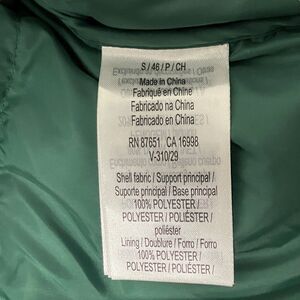 S / 46 / P / CH
Made in China
Fabriqué en Chine
Fabricado na China
Fabricado en China
RN 87651 CA 16998
V-310/29
Shell fabric / Support principal /
Suporte principal / Base principal
100% POLYESTER /
POLYESTER / POLIÉSTER /
poliéster
Lining / Doublure / Forro / Forro
100% POLYESTER /
POLYESTER / POLIÉSTER /